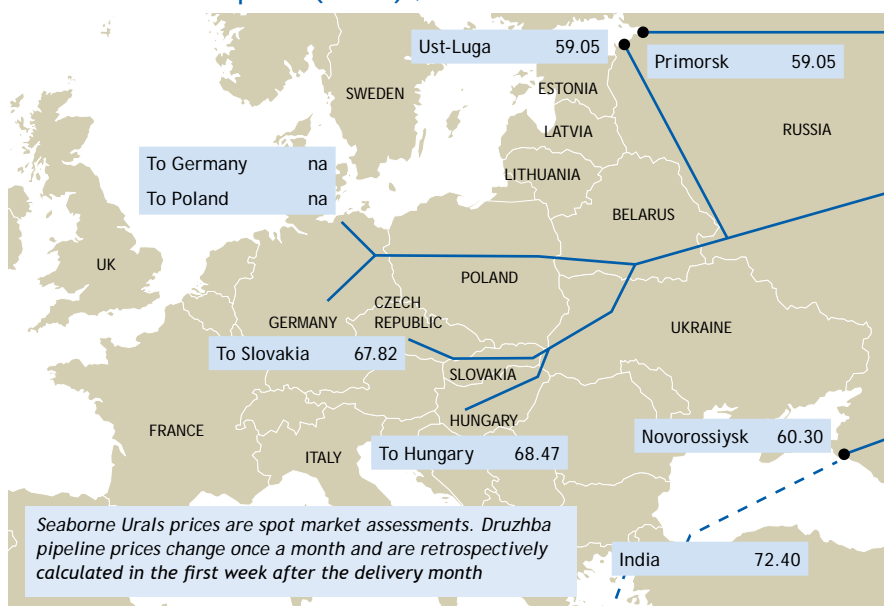 Ust-Luga 59.05
Primorsk 59.05
SWEDEN
ESTONIA
RUSSIA
LATVIA
To Germany na
LITHUANIA
To Poland na
BELARUS
UK
POLAND
CZECH
REPUBLIC
GERMANY
UKRAINE
To Slovakia 67.82
SLOVAKIA
HUNGARY
FRANCE
Novorossiysk 60.30
ITALY
To Hungary 68.47
Seaborne Urals prices are spot market assessments. Druzhba
pipeline prices change once a month and are retrospectively
calculated in the first week after the delivery month
India 72.40